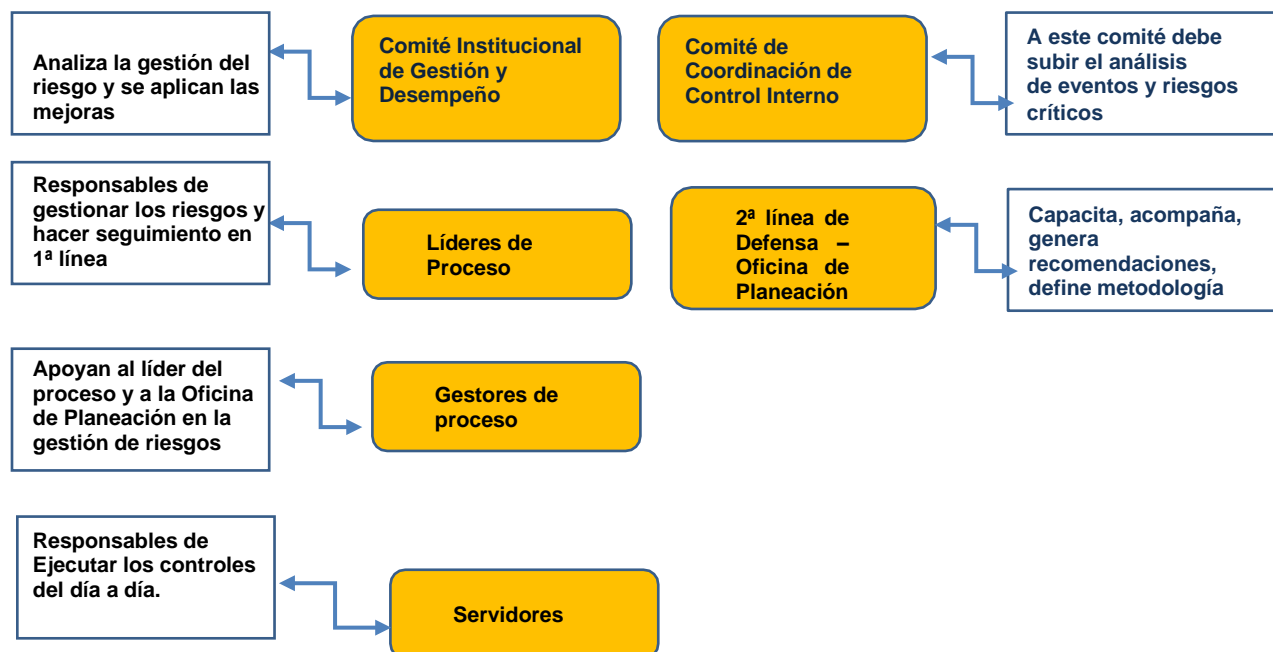 Analiza la gestión del
riesgo y se aplican las
mejoras
Comité Institucional
de Gestión y
Desempeño
Comité de
Coordinación de
Control Interno
A este comité debe
subir el análisis
de eventos y riesgos
críticos
Responsables de
gestionar los riesgos y
hacer seguimiento en
1ª línea
Líderes de
Proceso
2ª línea de
Defensa –
Oficina de
Planeación
Capacita, acompaña,
genera
recomendaciones,
define metodología
Apoyan al líder del
proceso y a la Oficina
de Planeación en la
gestión de riesgos
Gestores de
proceso
Responsables de
Ejecutar los controles
del día a día.
Servidores